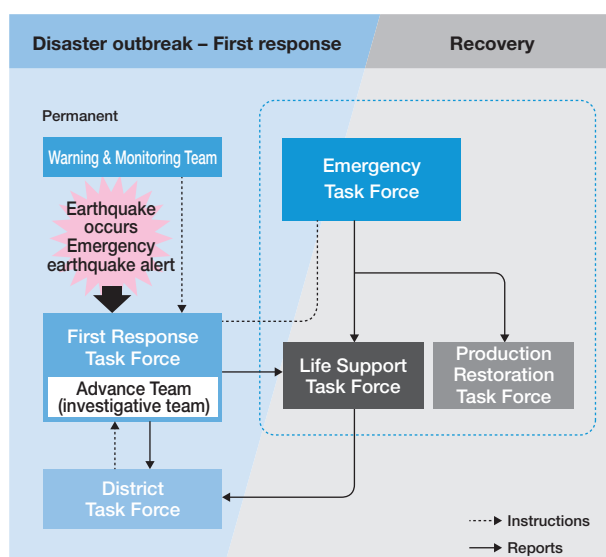 Disaster outbreak – First response
Recovery
Permanent
Warning & Monitoring Team
Earthquake
occurs
Emergency
earthquake alert
Emergency
Task Force
First Response
Task Force
Advance Team
(investigative team)
Life Support
Task Force
Production
Restoration
Task Force
District
Task Force
Instructions
Reports